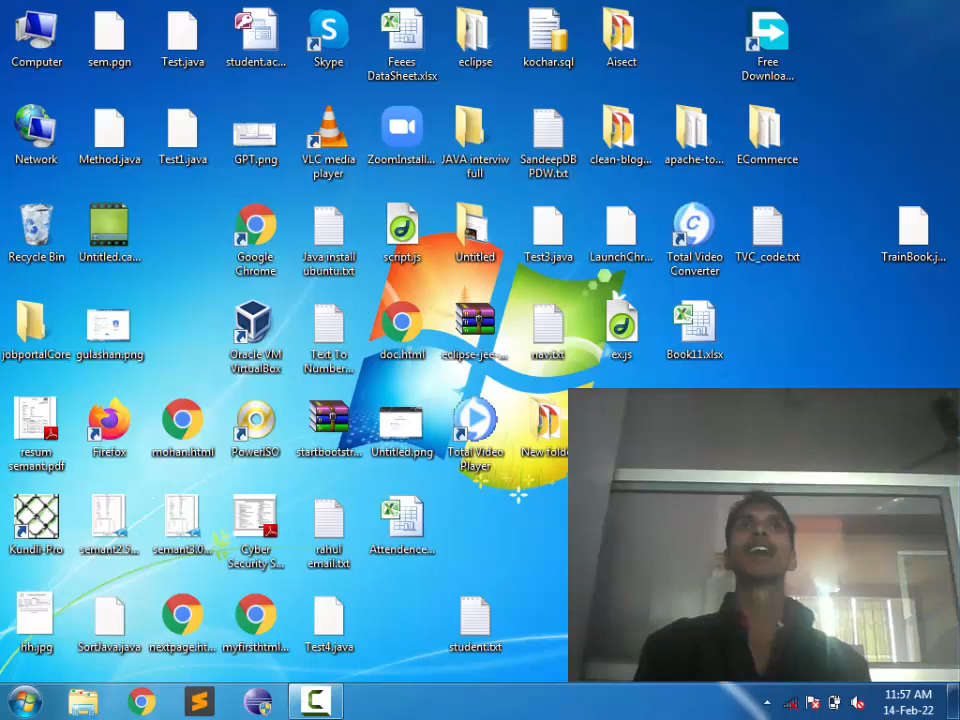 Computer
sem.pgn
Test.java
student.ac...
Skype
Feees
DataSheet.xlsx
eclipse
kochar.sql
Aisect
Free
Downloa...
Network
Method.java
Test1.java
GPT.png
VLC media
player
ZoomInstall...
JAVA interviw
full
SandeepDB
PDW.txt
clean-blog...
apache-to...
ECommerce
Recycle Bin
Untitled.ca...
Google
Chrome
Java install
ubuntu.txt
script.js
Untitled
Test3.java
LaunchChr...
Total Video
Converter
TVC_code.txt
TrainBook.j...
jobportalCore
gulashan.png
Oracle VM
VirtualBox
Text To
Number...
doc.html
eclipse-jee-...
nav.txt
ex.js
Book11.xlsx
resum
semant.pdf
Firefox
mohan.html
PowerISO
startbootstr...
Untitled.png
Total Video
Player
New folde
Kundli-Pro
semant2.5...
semant3.0...
Cyber
Security S...
rahul
email.txt
Attendence...
hh.jpg
SortJava.java
nextpage.ht...
myfirsthtml...
Test4.java
student.txt
11:57 AM
14-Feb-22